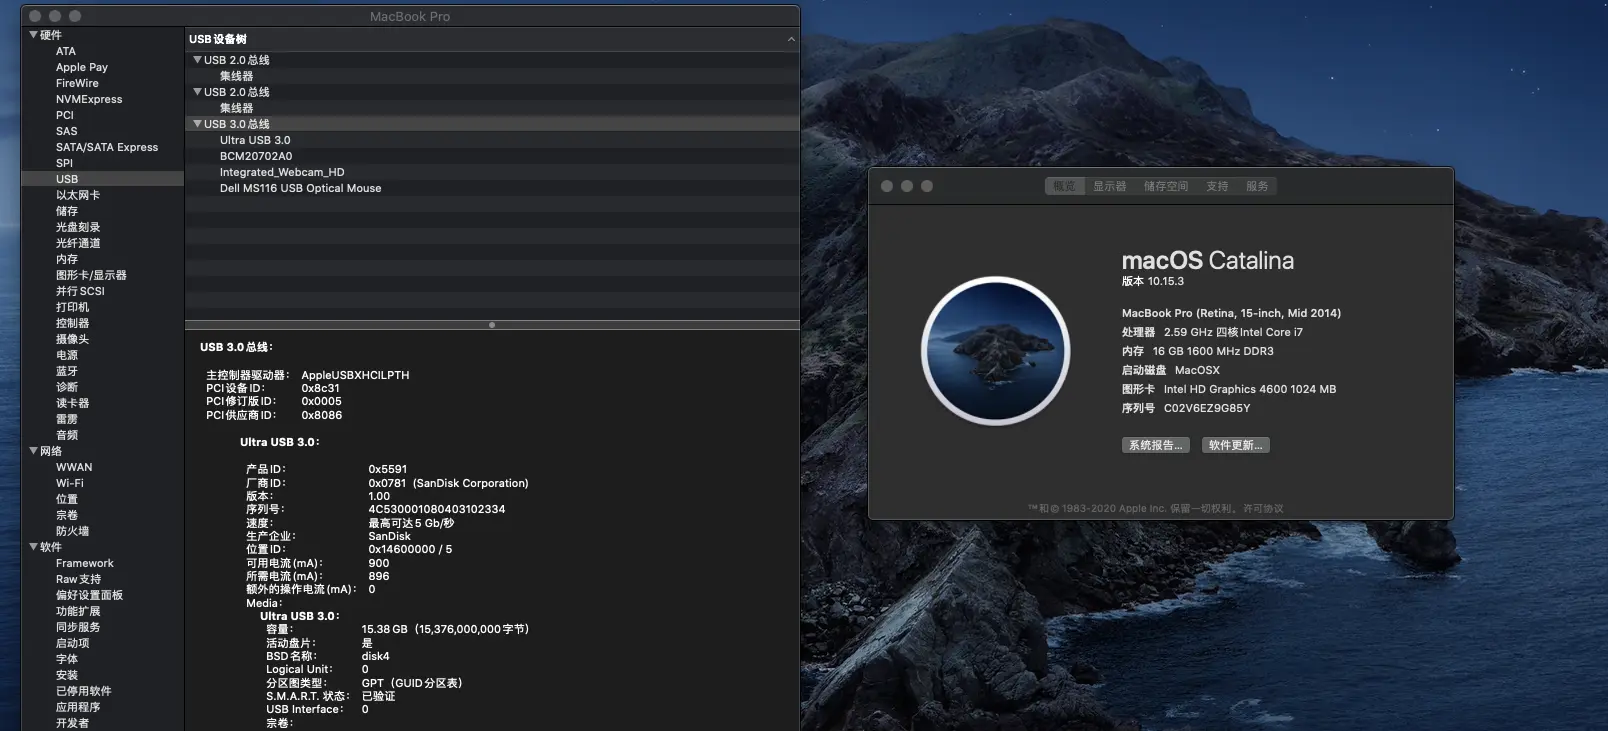 MacBook Pro
硬件
ATA
Apple Pay
FireWire
NVMExpress
PCI
SAS
SATA/SATA Express
SPI
USB
以太网卡
储存
光盘刻录
光纤通道
内存
图形卡/显示器
并行SCSI
打印机
控制器
摄像头
电源
蓝牙
诊断
读卡器
雷雳
音频
网络
WWAN
Wi-Fi
位置
宗卷
防火墙
软件
Framework
Raw支持
偏好设置面板
功能扩展
同步服务
启动项
字体
安装
已停用软件
应用程序
开发者
USB设备树
USB 2.0总线
集线器
USB 2.0总线
集线器
USB 3.0总线
Ultra USB 3.0
BCM20702A0
Integrated_Webcam_HD
Dell MS116 USB Optical Mouse
USB 3.0总线：
主控制器驱动器： AppleUSBXHCILPTH
PCI设备ID： 0x8c31
PCI修订版ID： 0x0005
PCI供应商ID： 0x8086
Ultra USB 3.0：
产品ID： 0x5591
厂商ID： 0x0781（SanDisk Corporation）
版本： 1.00
序列号： 4C530001080403102334
速度： 最高可达5 Gb/秒
生产企业： SanDisk
位置ID： 0x14600000 / 5
可用电流(mA)： 900
所需电流(mA)： 896
额外的操作电流(mA)： 0
Media：
Ultra USB 3.0：
容量： 15.38 GB（15,376,000,000字节）
活动盘片： 是
BSD名称： disk4
Logical Unit： 0
分区图类型： GPT（GUID分区表）
S.M.A.R.T. 状态： 已验证
USB Interface： 0
宗卷：
概览 显示器 储存空间 支持 服务
macOS Catalina
版本 10.15.3
MacBook Pro (Retina, 15-inch, Mid 2014)
处理器 2.59 GHz 四核Intel Core i7
内存 16 GB 1600 MHz DDR3
启动磁盘 MacOSX
图形卡 Intel HD Graphics 4600 1024 MB
序列号 C02V6EZ9G85Y
系统报告... 软件更新...
™和© 1983-2020 Apple Inc. 保留一切权利。许可协议